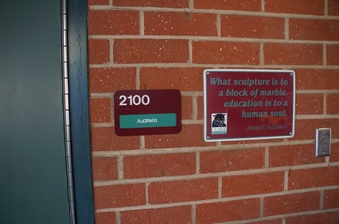 2100
Auditeria
What sculpture is to
a block of marble,
education is to a
human soul.
Joseph Addison